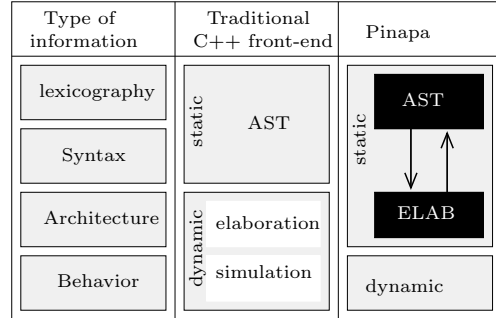 Type of
information
Traditional
C++ front-end
Pinapa
lexicography
Syntax
Architecture
Behavior
static
AST
dynamic
elaboration
simulation
static
AST
ELAB
dynamic